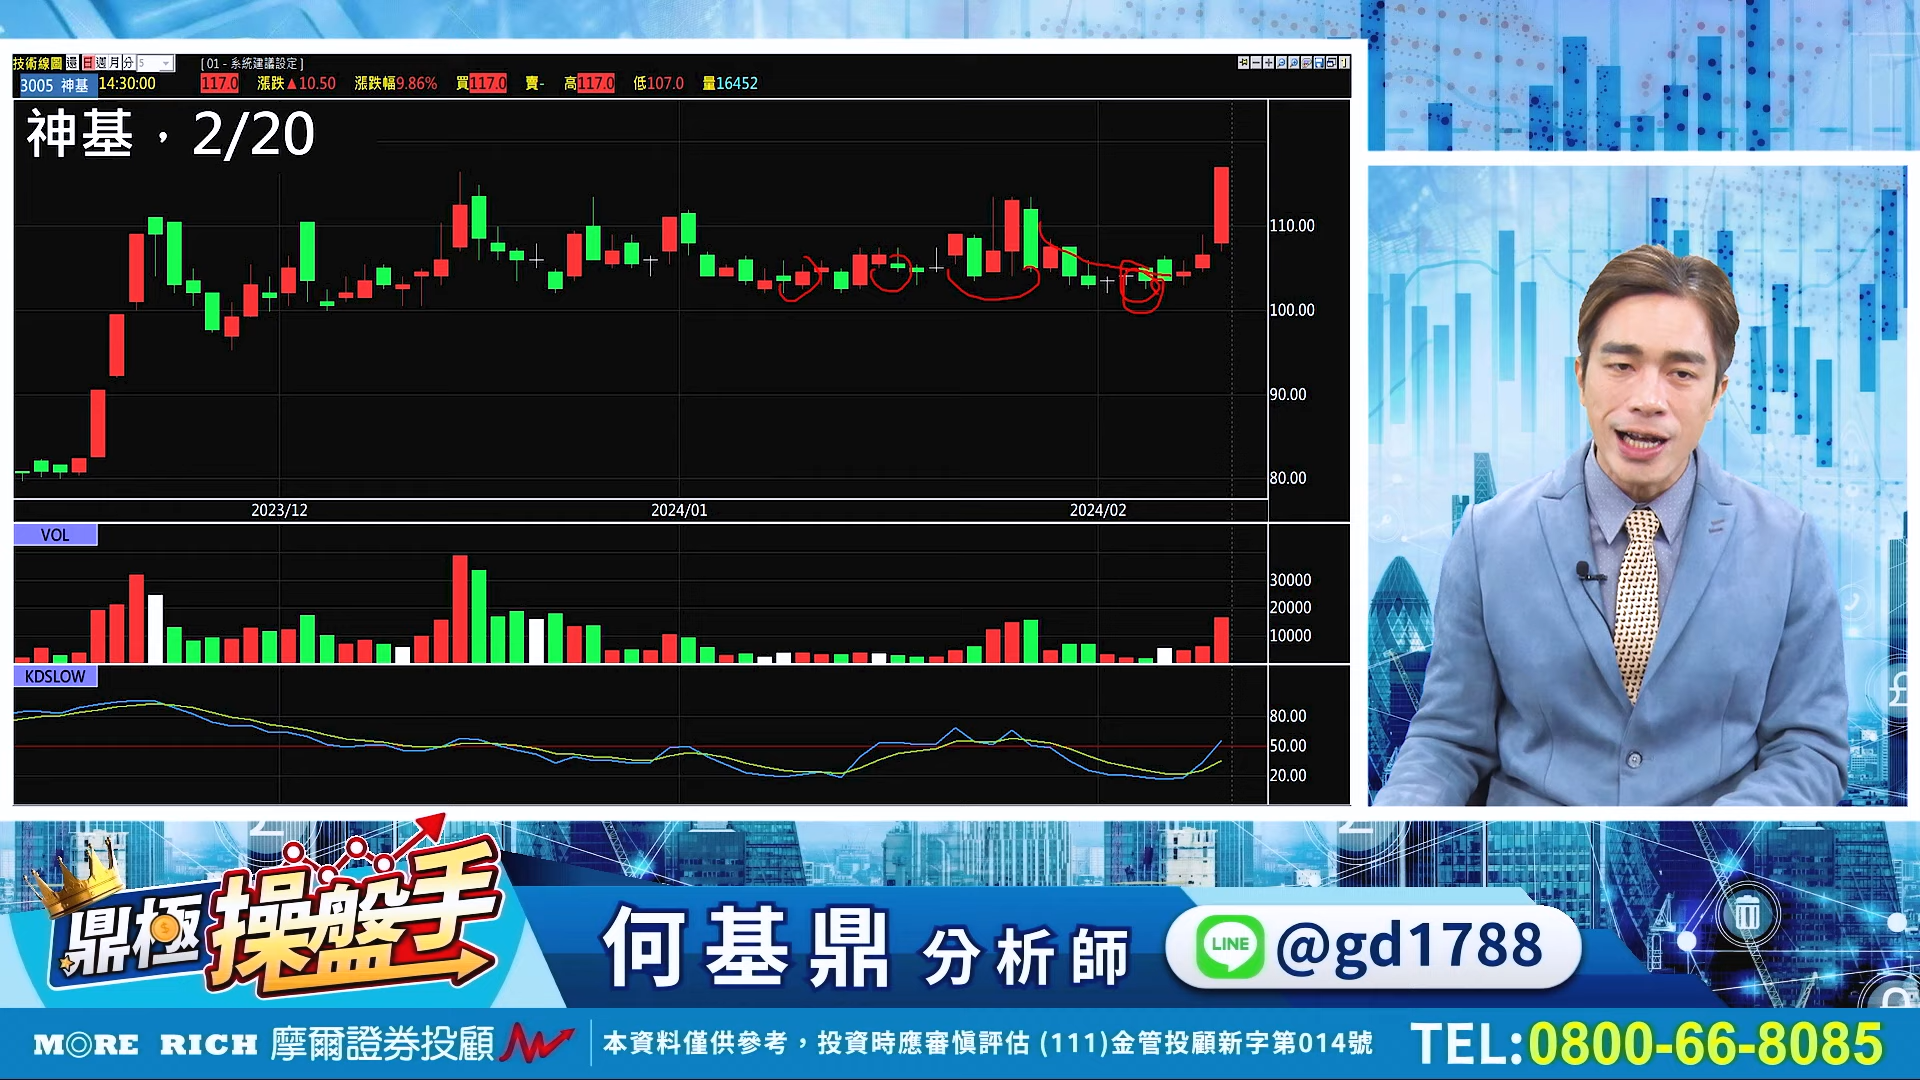 技術線圖 還 日 週 月 分 5 [ 01 - 系統建議設定 ]
3005 神基 14:30:00 117.0 漲跌▲10.50 漲跌幅9.86% 買117.0 賣- 高117.0 低107.0 量16452
神基，2/20
110.00
100.00
90.00
80.00
2023/12 2024/01 2024/02
VOL
30000
20000
10000
KDSLOW
80.00
50.00
20.00
鼎極操盤手
何基鼎 分析師
LINE @gd1788
MORE RICH 摩爾證券投顧
本資料僅供參考，投資時應審慎評估 (111)金管投顧新字第014號
TEL:0800-66-8085